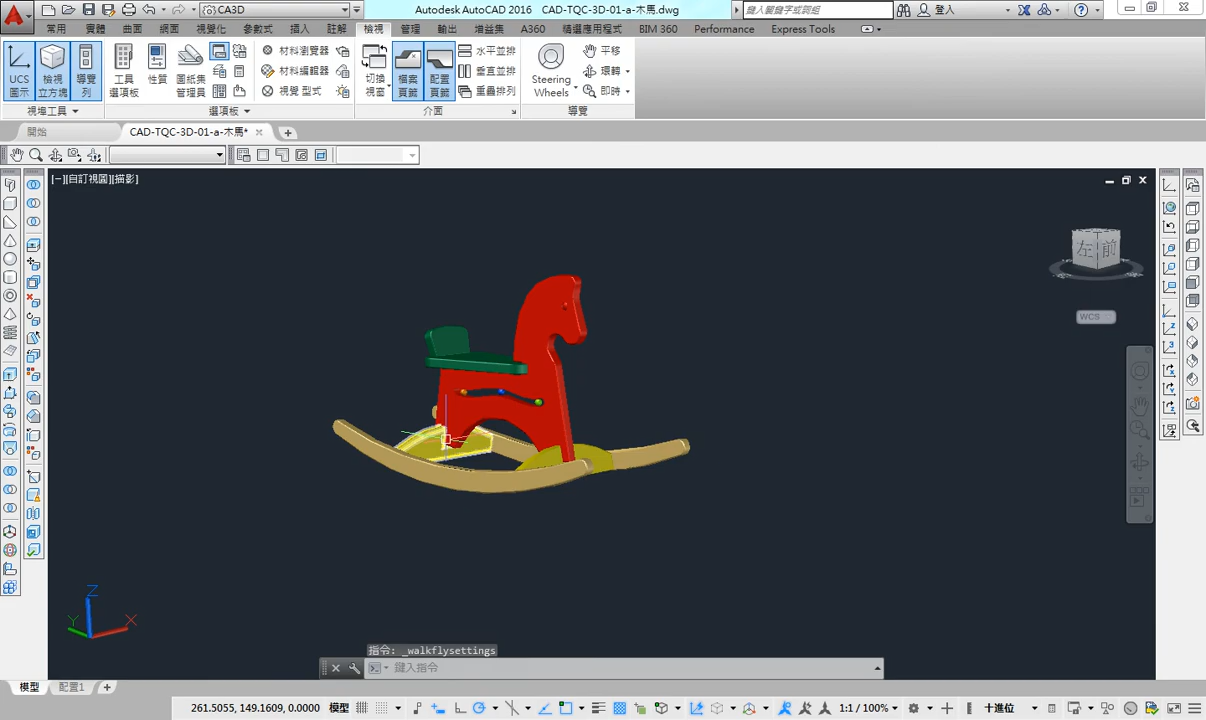 CA3D
Autodesk AutoCAD 2016 CAD-TQC-3D-01-a-木馬.dwg
鍵入關鍵字或詞組
登入
常用 實體 曲面 網面 視覺化 參數式 插入 註解 檢視 管理 輸出 增益集 A360 精選應用程式 BIM 360 Performance Express Tools
UCS 圖示
檢視 立方塊
導覽 列
工具 選項板
性質
圖紙集 管理員
材料瀏覽器
材料編輯器
視覺 型式
切換 視窗
檔案 頁籤
配置 頁籤
水平並排
垂直並排
重疊排列
Steering Wheels
平移
環轉
即時
視埠工具 選項板 介面 導覽
開始 CAD-TQC-3D-01-a-木馬*
[−][自訂視圖][描影]
左 前
WCS
Z
Y X
指令: _walkflysettings
鍵入指令
模型 配置1
261.5055, 149.1609, 0.0000 模型 1:1 / 100% 十進位